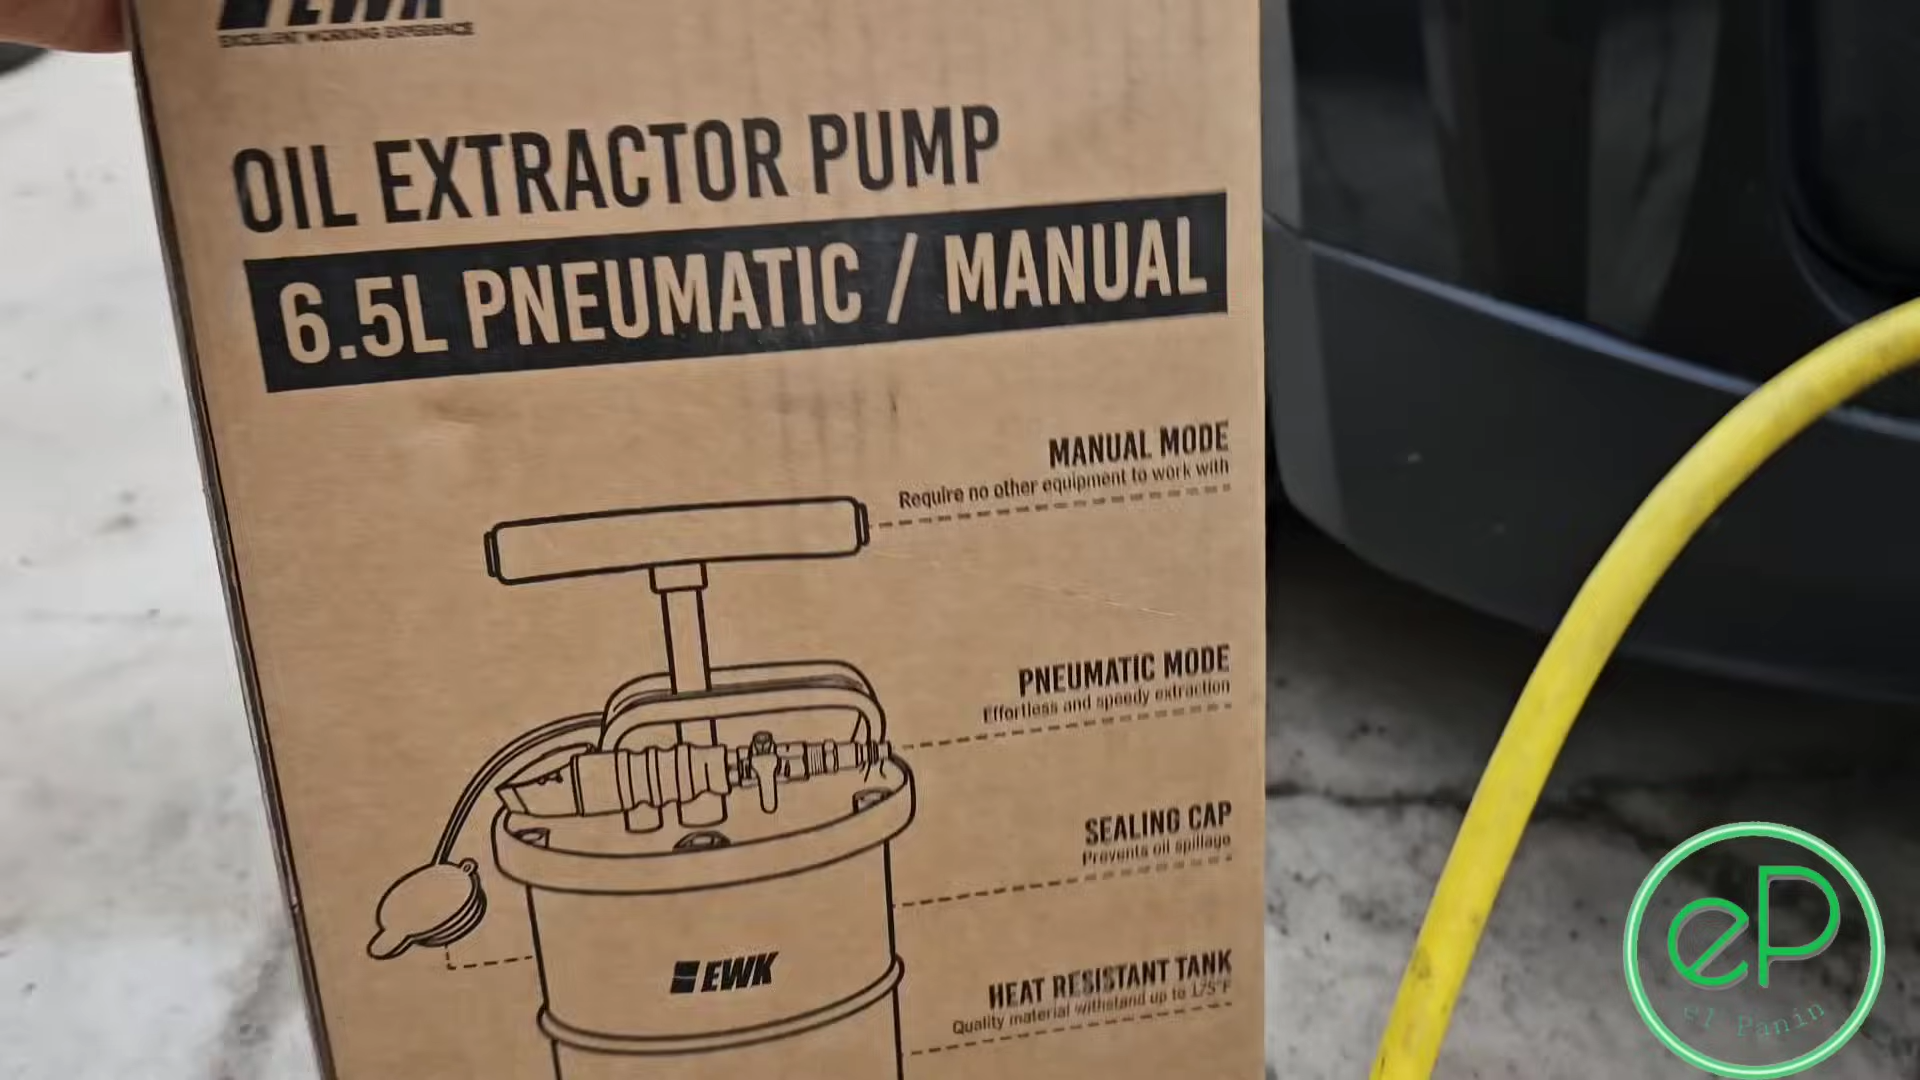 EWK
EXCELLENT WORKING EXPERIENCE
OIL EXTRACTOR PUMP
6.5L PNEUMATIC / MANUAL
MANUAL MODE
Require no other equipment to work with
PNEUMATIC MODE
Effortless and speedy extraction
SEALING CAP
Prevents oil spillage
EWK
HEAT RESISTANT TANK
Quality material withstand up to 175°F
eP
el Panin